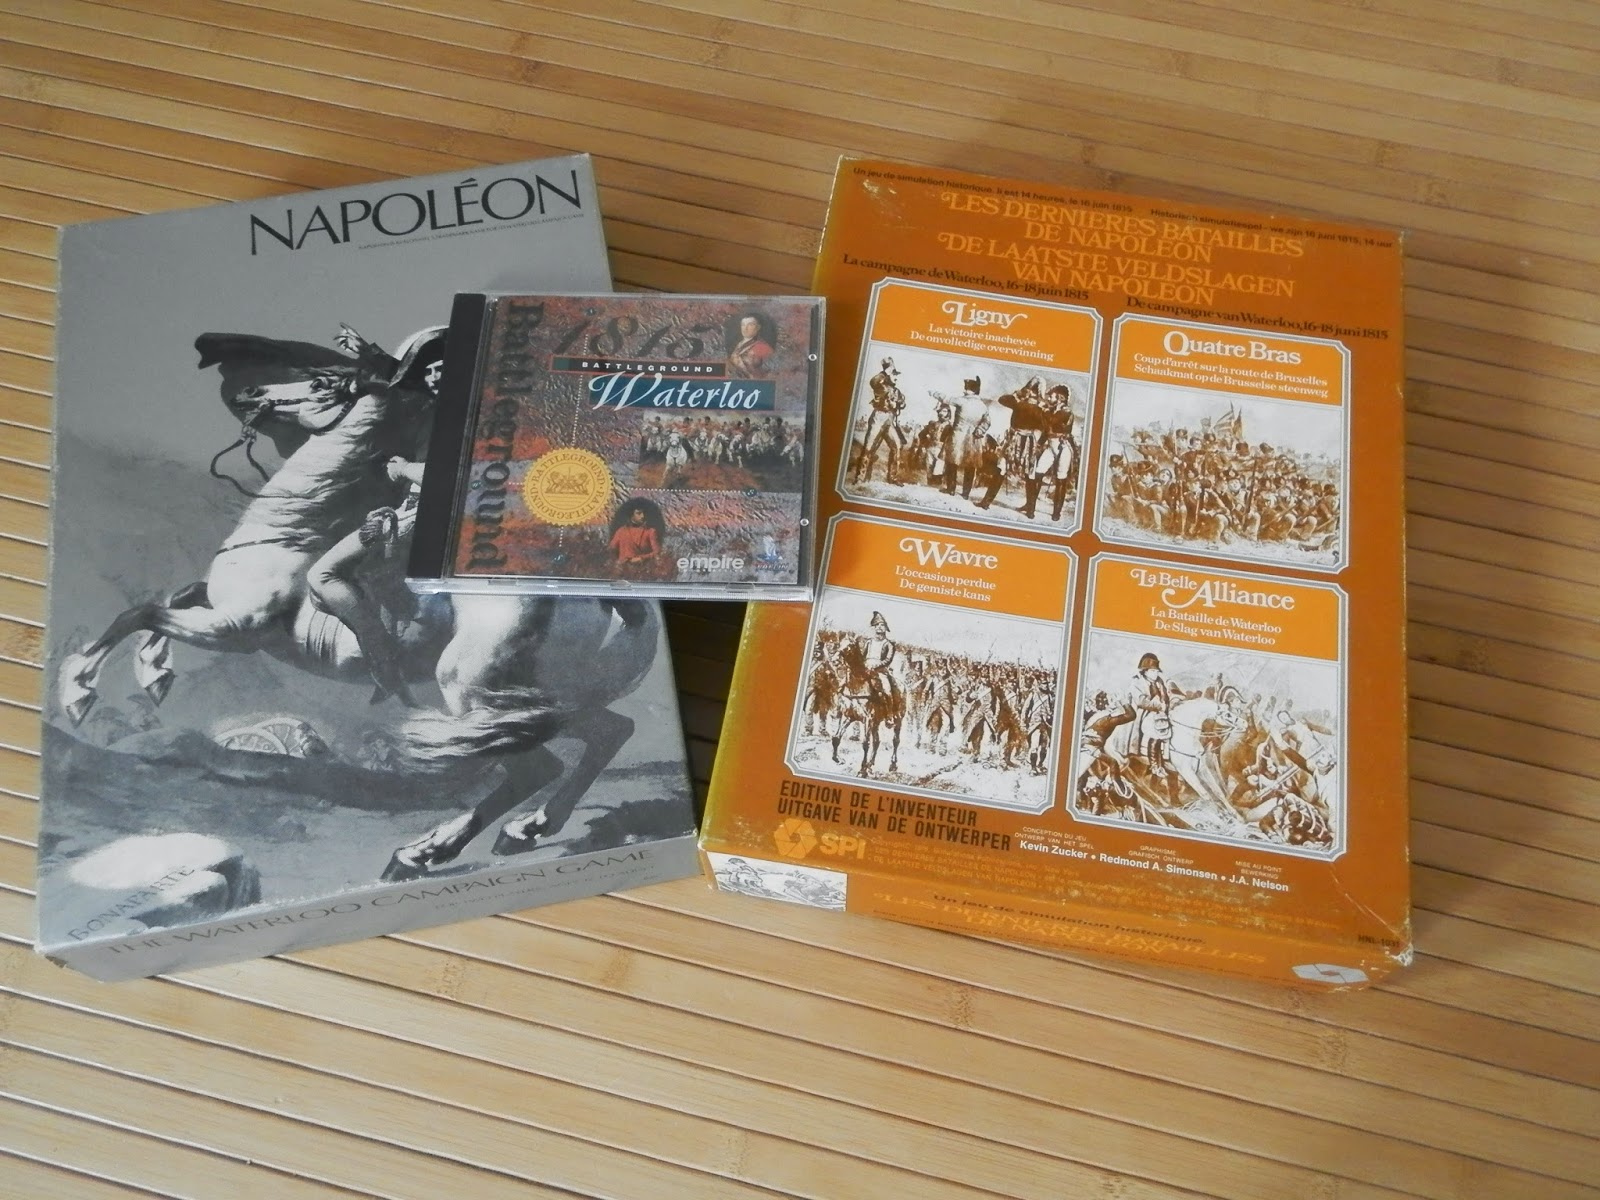 NAPOLÉON
BONAPARTE
THE WATERLOO CAMPAIGN GAME
Battleground
1815
BATTLEGROUND
Waterloo
BATTLEGROUND
empire
Un jeu de simulation historique. Il est 14 heures, le 16 juin 1815
Historisch simulatiespel - we zijn 16 juni 1815, 14 uur
LES DERNIERES BATAILLES
DE NAPOLEON
DE LAATSTE VELDSLAGEN
VAN NAPOLEON
La campagne de Waterloo, 16-18 juin 1815
De campagne van Waterloo, 16-18 juni 1815
Ligny
La victoire inachevée
De onvolledige overwinning
Quatre Bras
Coup d'arrêt sur la route de Bruxelles
Schaakmat op de Brusselse steenweg
Wavre
L'occasion perdue
De gemiste kans
La Belle Alliance
La Bataille de Waterloo
De Slag van Waterloo
EDITION DE L'INVENTEUR
UITGAVE VAN DE ONTWERPER
SPI
CONCEPTION DU JEU
ONTWERP VAN HET SPEL
Kevin Zucker • Redmond A. Simonsen • J.A. Nelson
GRAPHISME
GRAFISCH ONTWERP
MISE AU POINT
BEWERKING
Un jeu de simulation historique.